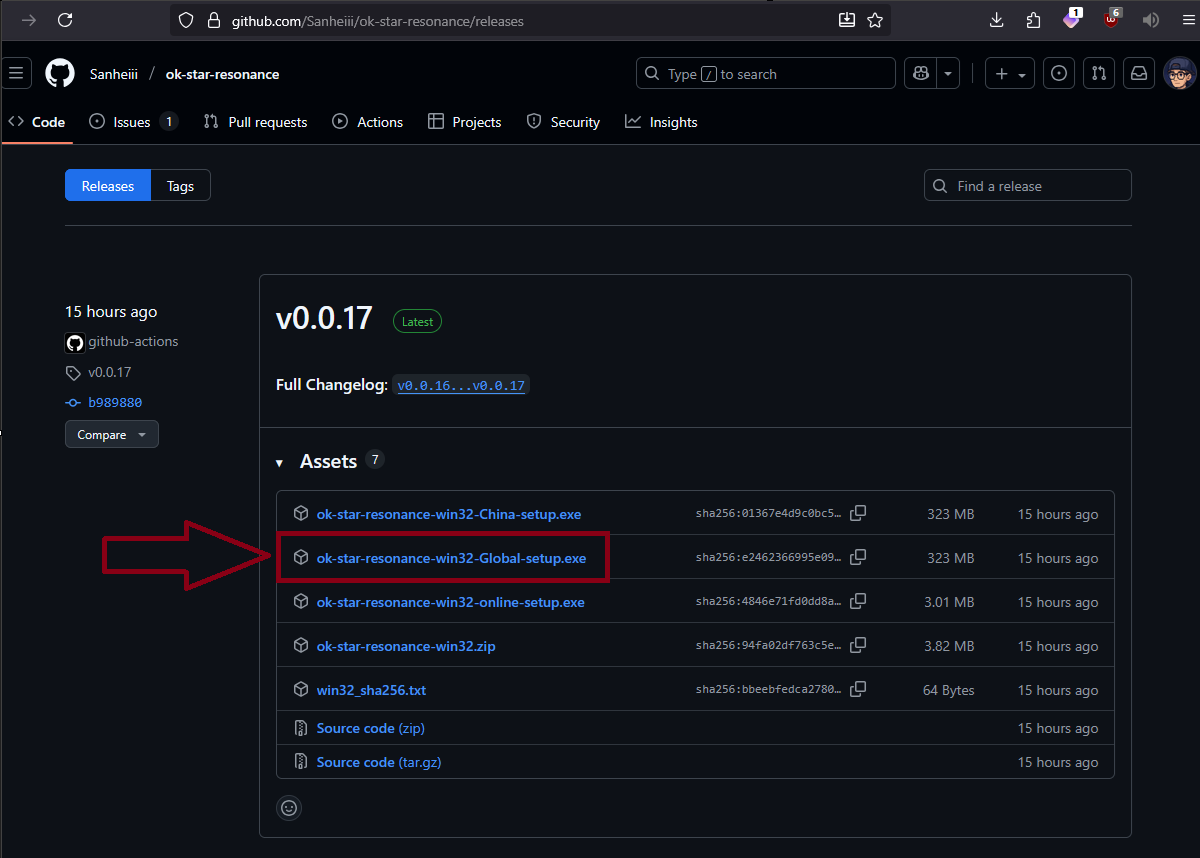 github.com/Sanheiii/ok-star-resonance/releases
1
6
Sanheiii / ok-star-resonance
Type / to search
Code
Issues 1
Pull requests
Actions
Projects
Security
Insights
Releases
Tags
Find a release
15 hours ago
github-actions
v0.0.17
b989880
Compare
v0.0.17 Latest
Full Changelog: v0.0.16...v0.0.17
Assets 7
ok-star-resonance-win32-China-setup.exe sha256:01367e4d9c0bc5… 323 MB 15 hours ago
ok-star-resonance-win32-Global-setup.exe sha256:e2462366995e09… 323 MB 15 hours ago
ok-star-resonance-win32-online-setup.exe sha256:4846e71fd0dd8a… 3.01 MB 15 hours ago
ok-star-resonance-win32.zip sha256:94fa02df763c5e… 3.82 MB 15 hours ago
win32_sha256.txt sha256:bbeebfedca2780… 64 Bytes 15 hours ago
Source code (zip) 15 hours ago
Source code (tar.gz) 15 hours ago